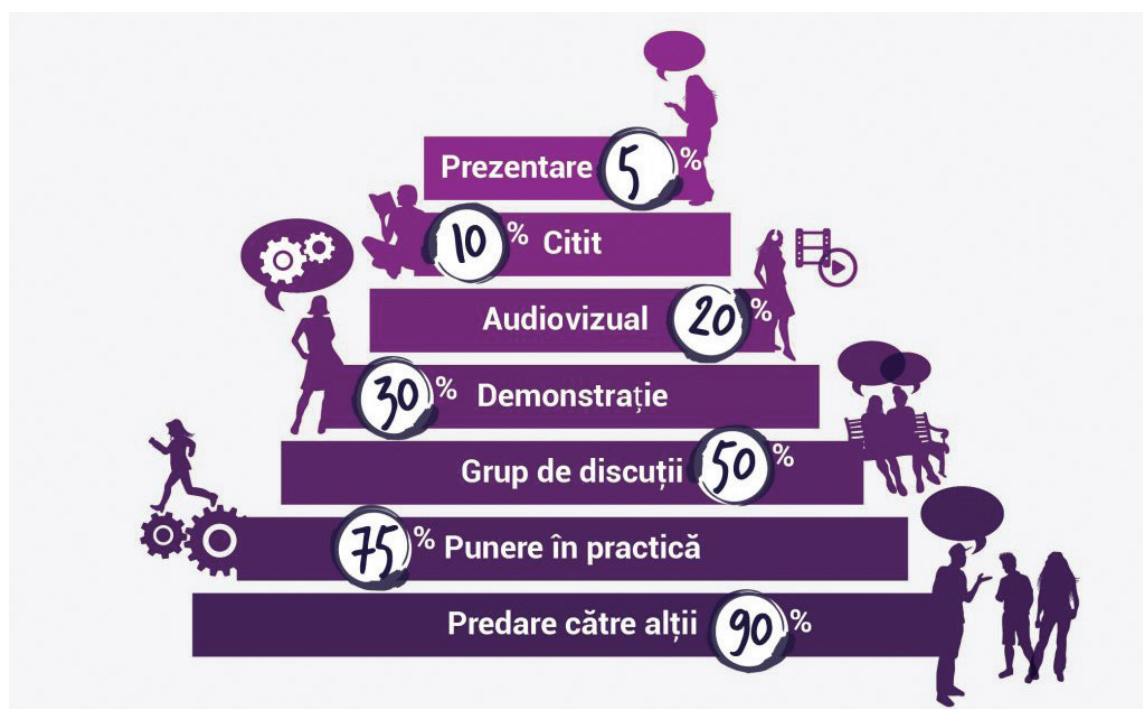 Prezentare 5 %
10 % Citit
Audiovizual 20 %
30 % Demonstrație
Grup de discuții 50 %
75 % Punere în practică
Predare către alții 90 %